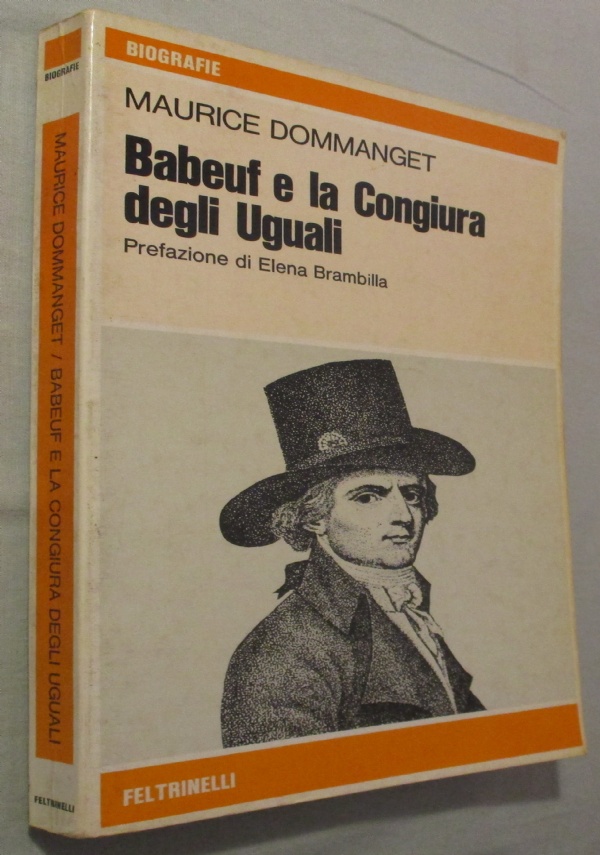 BIOGRAFIE
MAURICE DOMMANGET
Babeuf e la Congiura
degli Uguali
Prefazione di Elena Brambilla
FELTRINELLI
BIOGRAFIE
MAURICE DOMMANGET / BABEUF E LA CONGIURA DEGLI UGUALI
FELTRINELLI